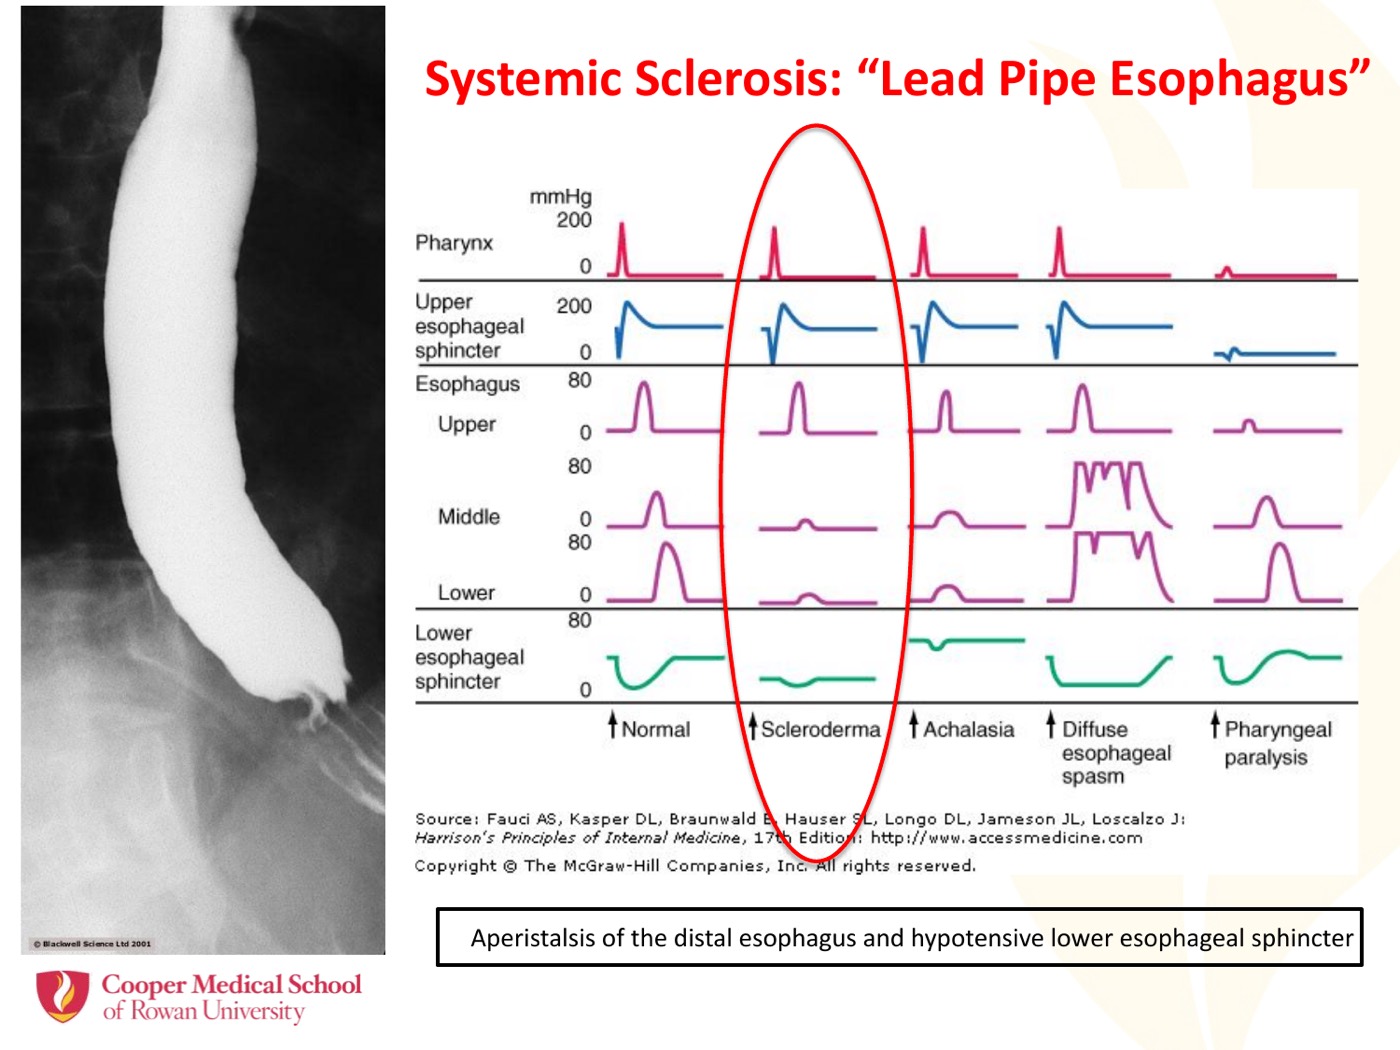 Systemic Sclerosis: “Lead Pipe Esophagus”
mmHg
200
Pharynx
0
Upper
esophageal
sphincter
200
0
Esophagus
80
Upper
0
80
Middle
0
80
Lower
0
80
Lower
esophageal
sphincter
0
Normal
Scleroderma
Achalasia
Diffuse
esophageal
spasm
Pharyngeal
paralysis
Source: Fauci AS, Kasper DL, Braunwald E, Hauser SL, Longo DL, Jameson JL, Loscalzo J:
Harrison's Principles of Internal Medicine, 17th Edition: http://www.accessmedicine.com
Copyright © The McGraw-Hill Companies, Inc. All rights reserved.
Aperistalsis of the distal esophagus and hypotensive lower esophageal sphincter
© Blackwell Science Ltd 2001
Cooper Medical School
of Rowan University